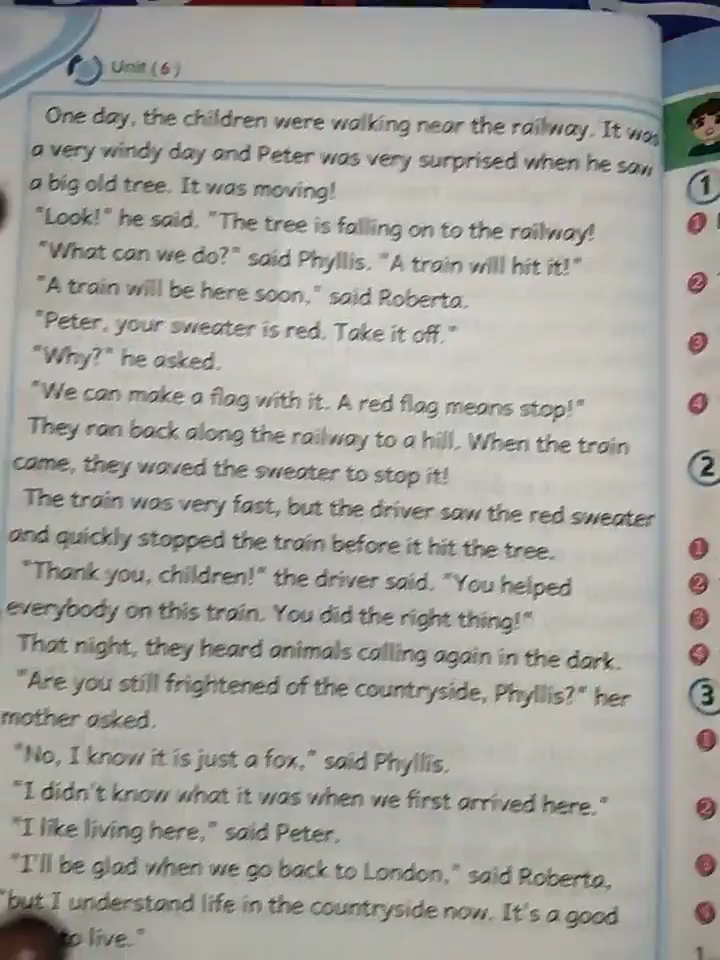 Unit (6)
One day, the children were walking near the railway. It was
a very windy day and Peter was very surprised when he saw
a big old tree. It was moving!
"Look!" he said. "The tree is falling on to the railway!
"What can we do?" said Phyllis. "A train will hit it!"
"A train will be here soon," said Roberta.
"Peter, your sweater is red. Take it off."
"Why?" he asked.
"We can make a flag with it. A red flag means stop!"
They ran back along the railway to a hill. When the train
came, they waved the sweater to stop it!
The train was very fast, but the driver saw the red sweater
and quickly stopped the train before it hit the tree.
"Thank you, children!" the driver said. "You helped
everybody on this train. You did the right thing!"
That night, they heard animals calling again in the dark.
"Are you still frightened of the countryside, Phyllis?" her
mother asked.
"No, I know it is just a fox," said Phyllis.
"I didn't know what it was when we first arrived here."
"I like living here," said Peter.
"I'll be glad when we go back to London," said Roberta,
"but I understand life in the countryside now. It's a good
to live."
1
1
2
3
4
2
1
2
3
4
3
1
2